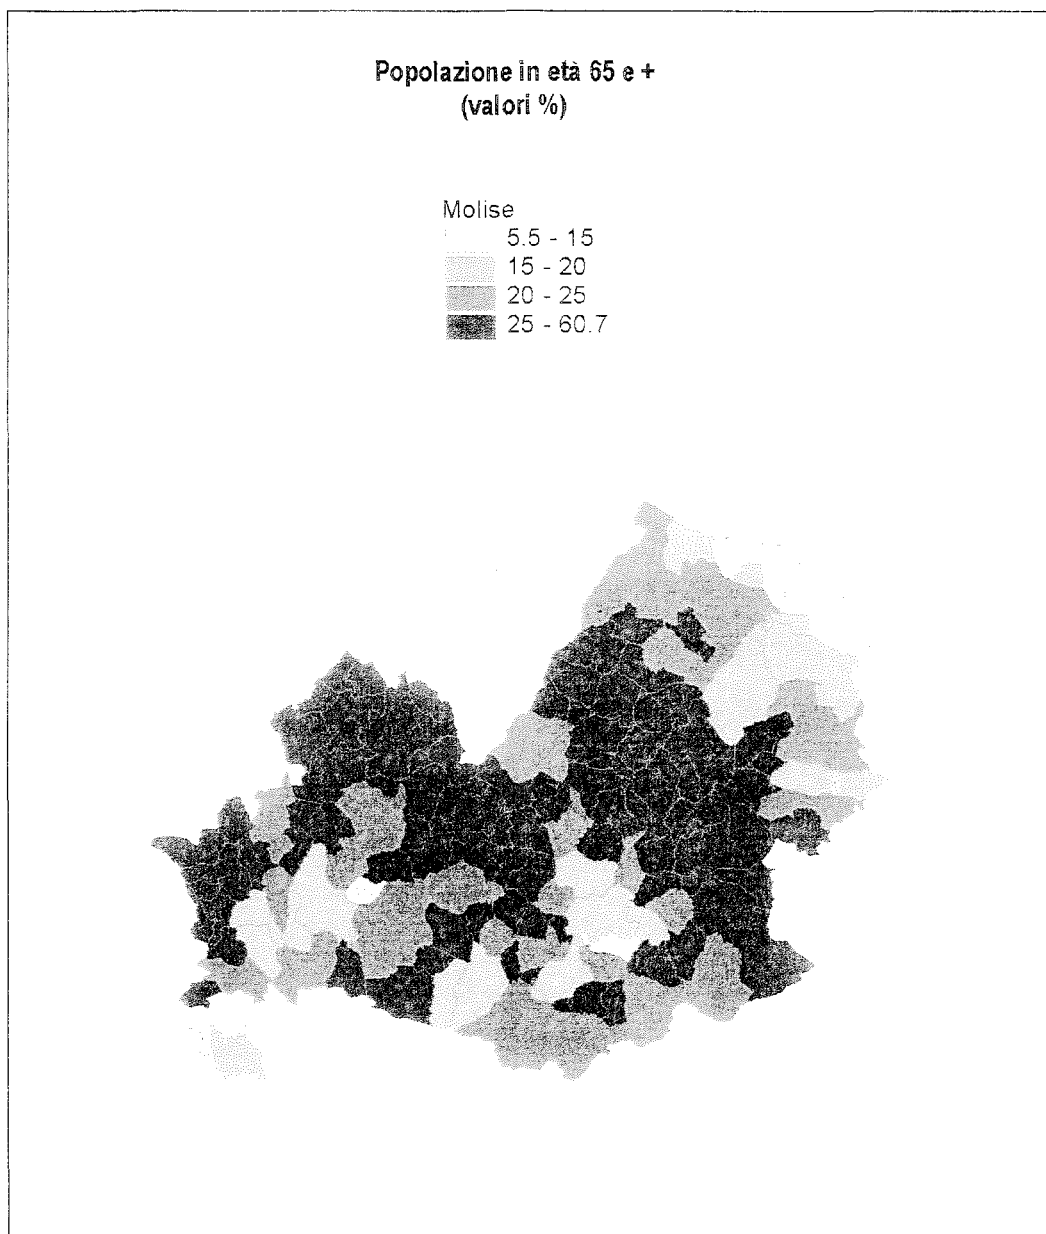 Popolazione in età 65 e +
(valori %)
Molise
5.5 - 15
15 - 20
20 - 25
25 - 60.7